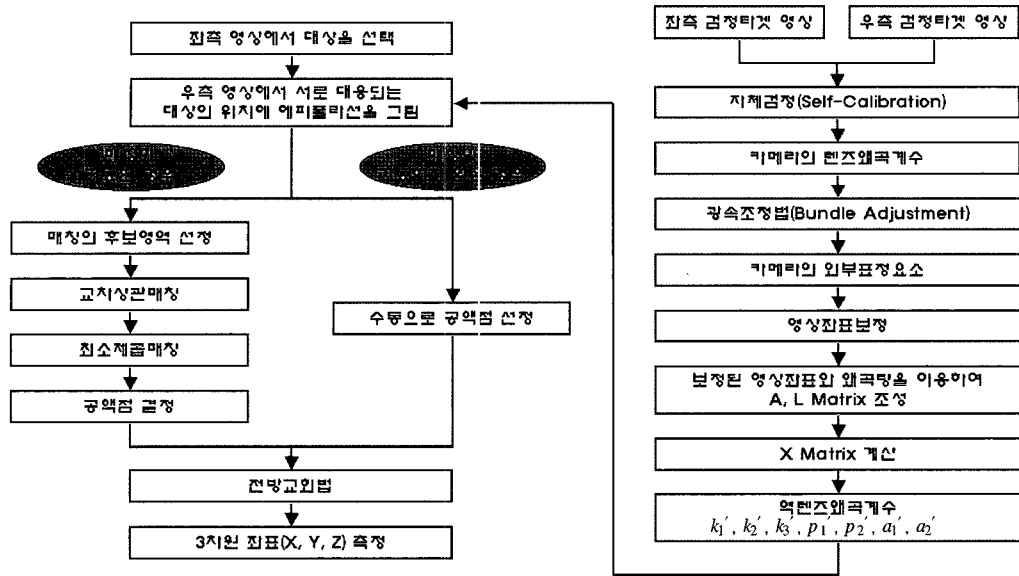 좌측 영상에서 대상을 선택
우측 영상에서 서로 대응되는
대상의 위치에 에피폴라선을 그림
매칭의 후보영역 선정
교차상관매칭
최소제곱매칭
공액점 결정
수동으로 공액점 선정
전방교회법
3차원 좌표(X, Y, Z) 측정
좌측 검정타겟 영상
우측 검정타겟 영상
자체검정(Self-Calibration)
카메라의 렌즈왜곡계수
광속조정법(Bundle Adjustment)
카메라의 외부표정요소
영상좌표보정
보정된 영상좌표와 왜곡량을 이용하여
A, L Matrix 조성
X Matrix 계산
역렌즈왜곡계수
k₁′, k₂′, k₃′, p₁′, p₂′, a₁′, a₂′